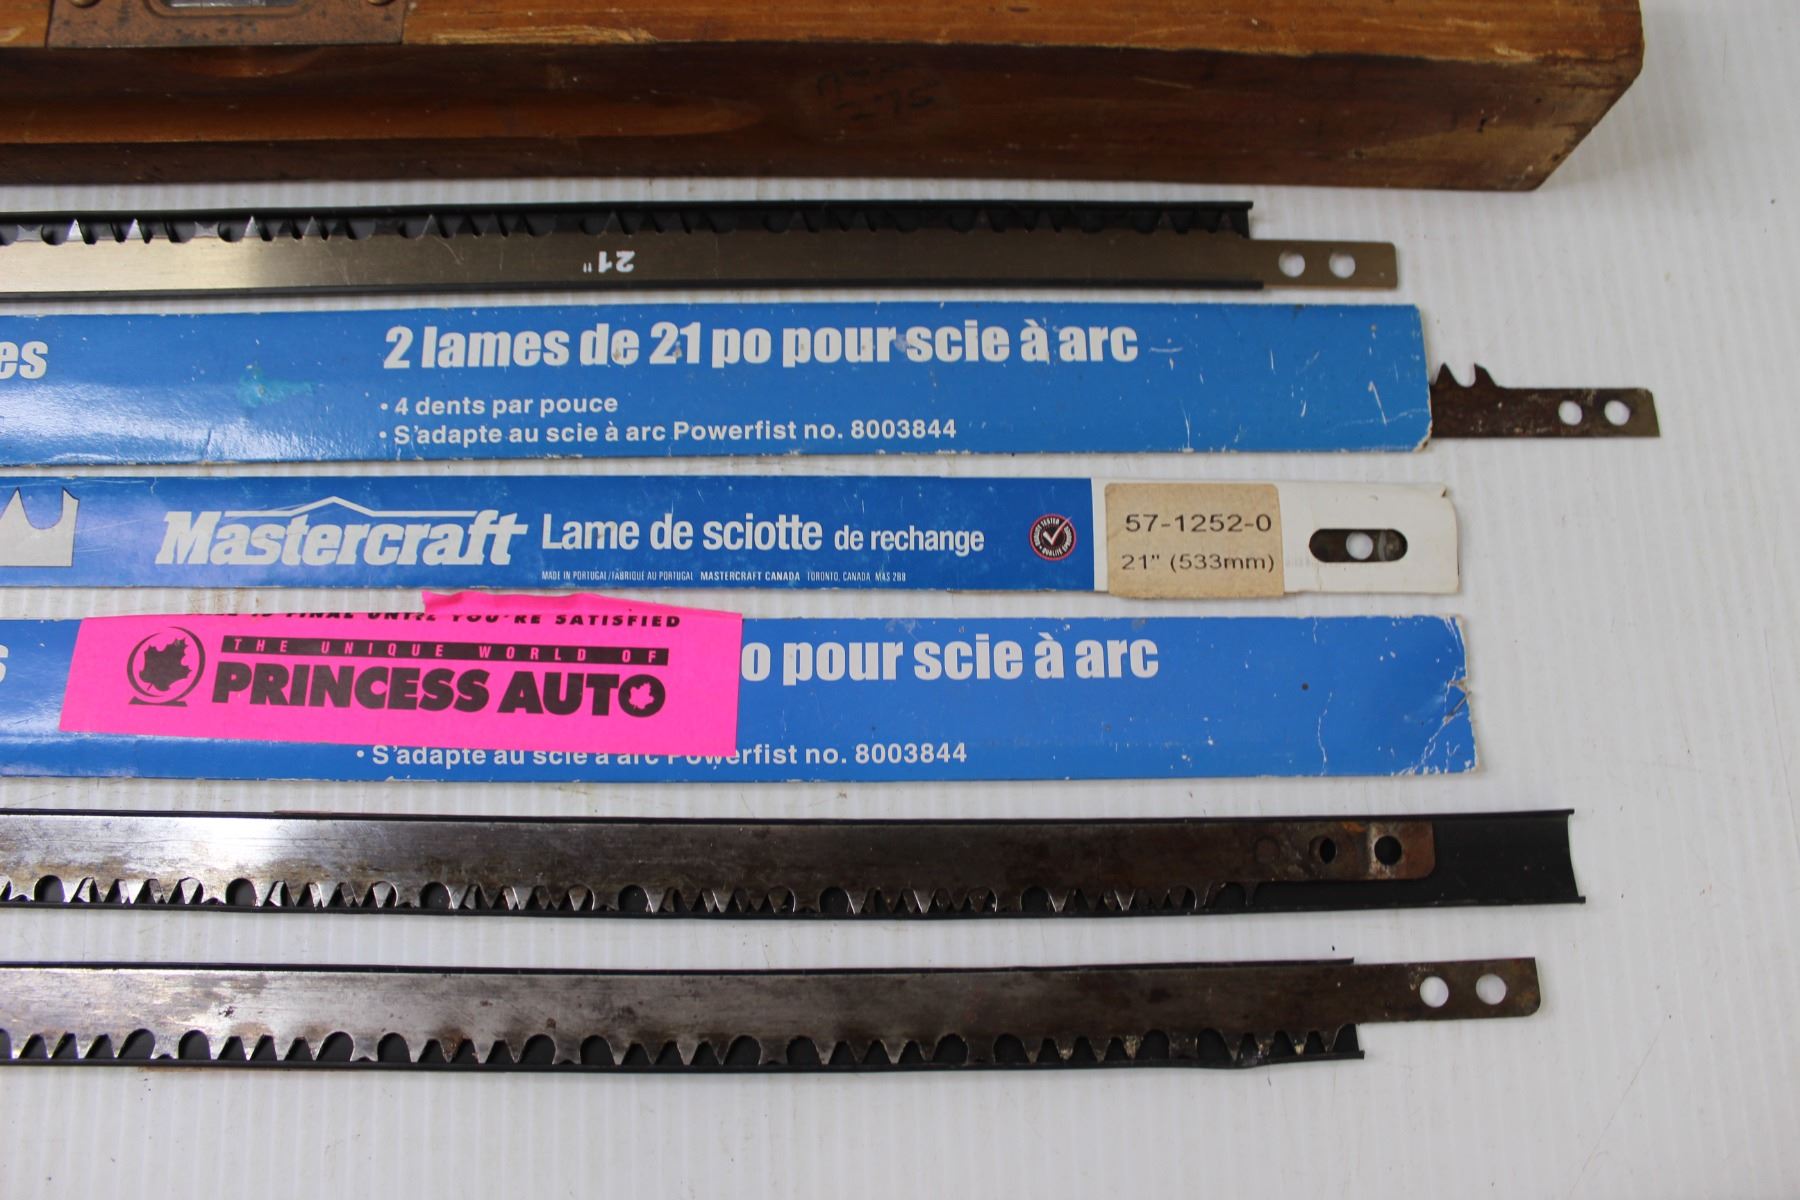 21"
es
2 lames de 21 po pour scie à arc
• 4 dents par pouce
• S'adapte au scie à arc Powerfist no. 8003844
Mastercraft Lame de sciotte de rechange
MADE IN PORTUGAL/FABRIQUÉ AU PORTUGAL MASTERCRAFT CANADA TORONTO, CANADA M4S 2B8
57-1252-0
21" (533mm)
FINAL UNTIL YOU'RE SATISFIED
THE UNIQUE WORLD OF
PRINCESS AUTO
s
o pour scie à arc
• S'adapte au scie à arc Powerfist no. 8003844